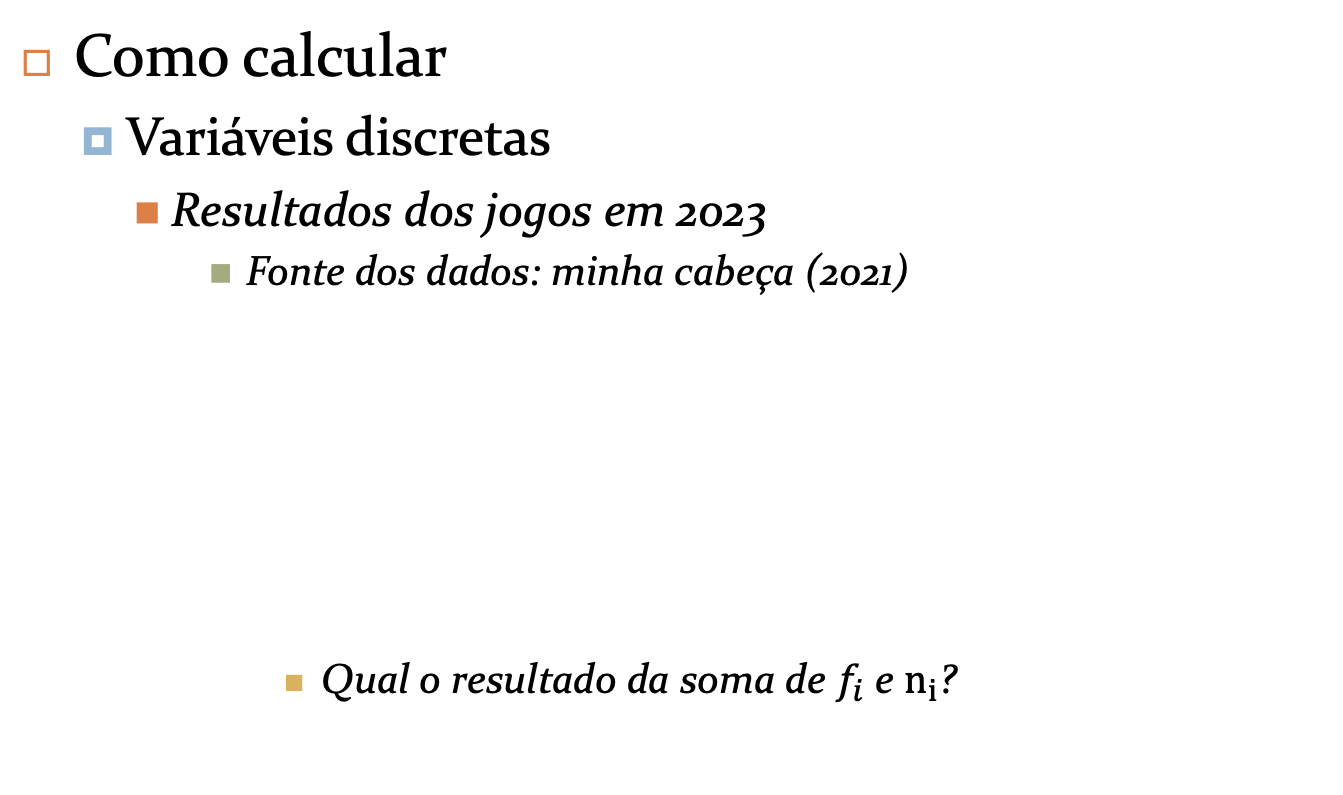 Como calcular
Variáveis discretas
Resultados dos jogos em 2023
Fonte dos dados: minha cabeça (2021)
Qual o resultado da soma de fᵢ e nᵢ?